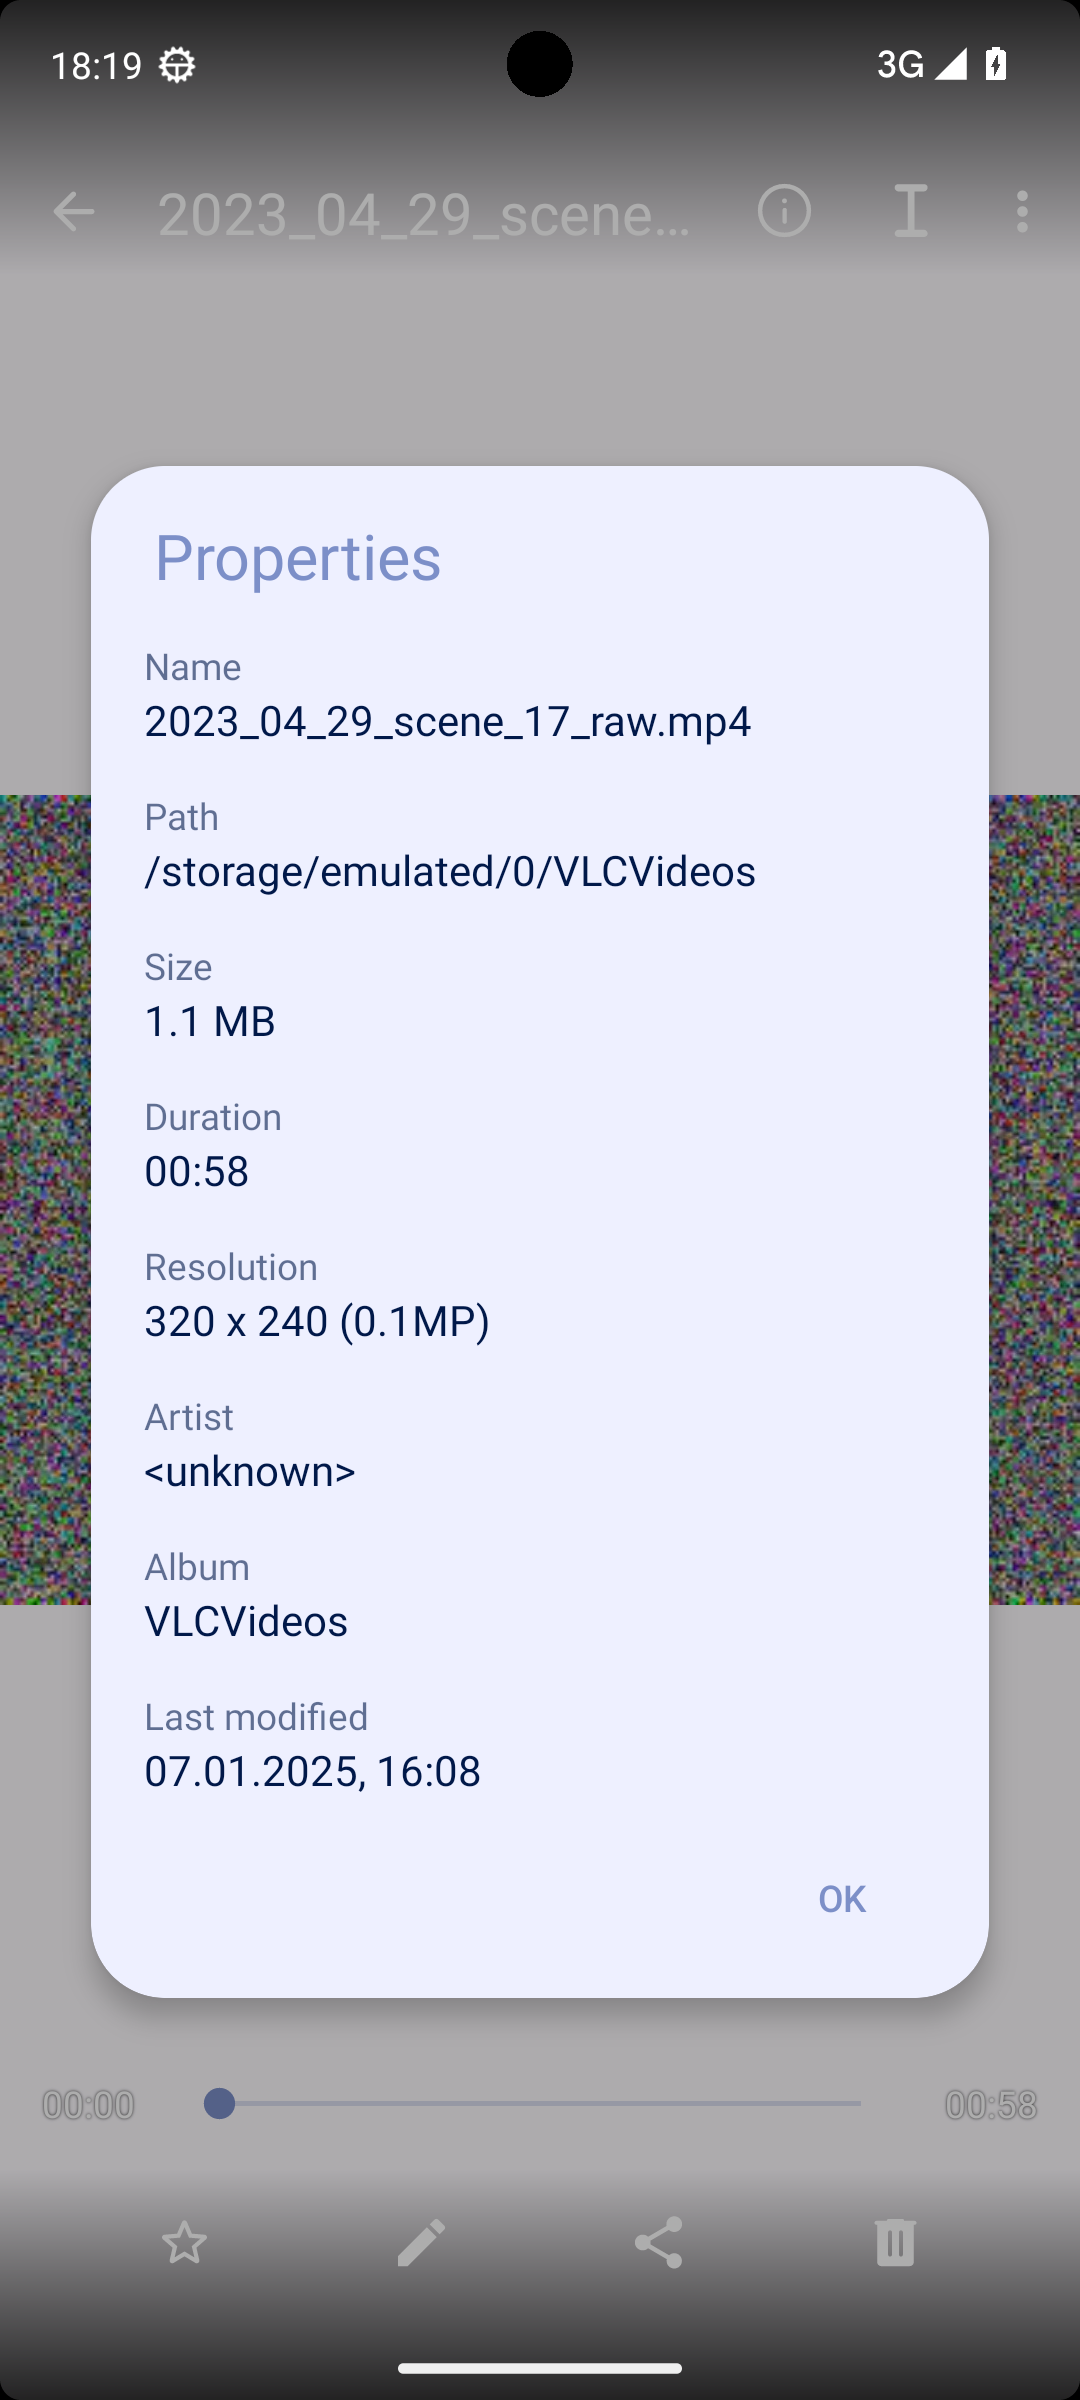 18:19
3G
2023_04_29_scene...
Properties
Name
2023_04_29_scene_17_raw.mp4
Path
/storage/emulated/0/VLCVideos
Size
1.1 MB
Duration
00:58
Resolution
320 x 240 (0.1MP)
Artist
<unknown>
Album
VLCVideos
Last modified
07.01.2025, 16:08
OK
00:00
00:58